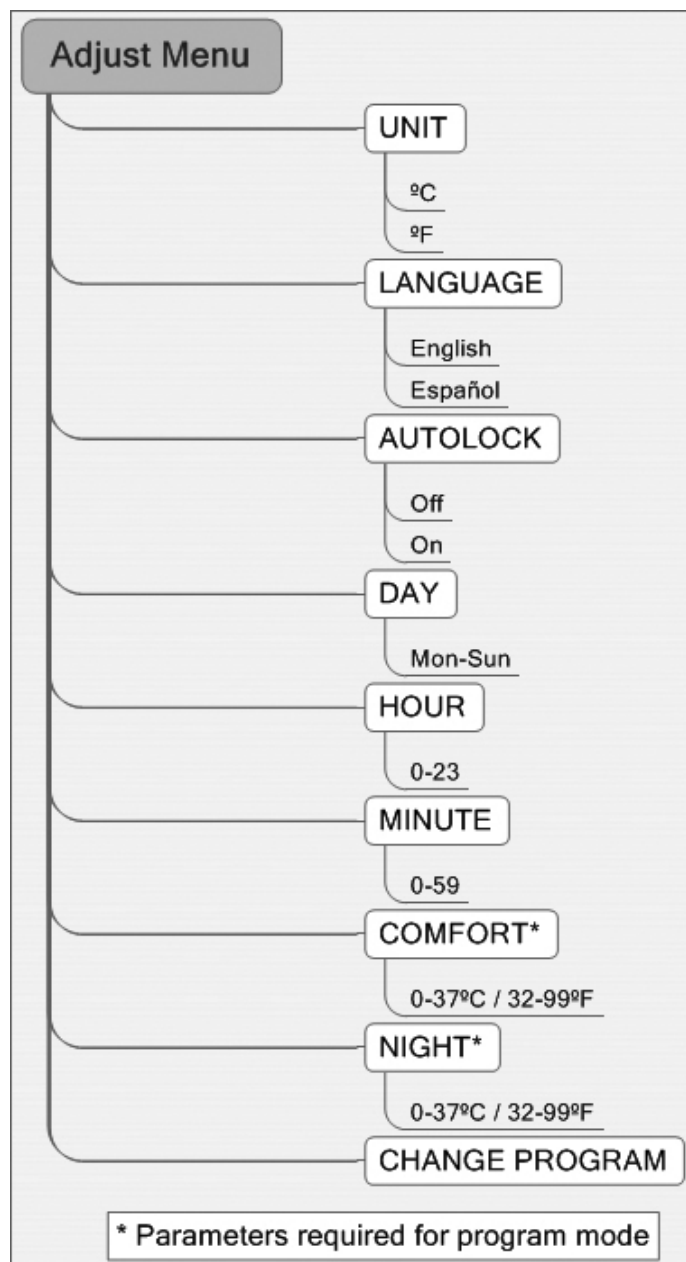 Adjust Menu
UNIT
ºC
ºF
LANGUAGE
English
Español
AUTOLOCK
Off
On
DAY
Mon-Sun
HOUR
0-23
MINUTE
0-59
COMFORT*
0-37ºC / 32-99ºF
NIGHT*
0-37ºC / 32-99ºF
CHANGE PROGRAM
* Parameters required for program mode